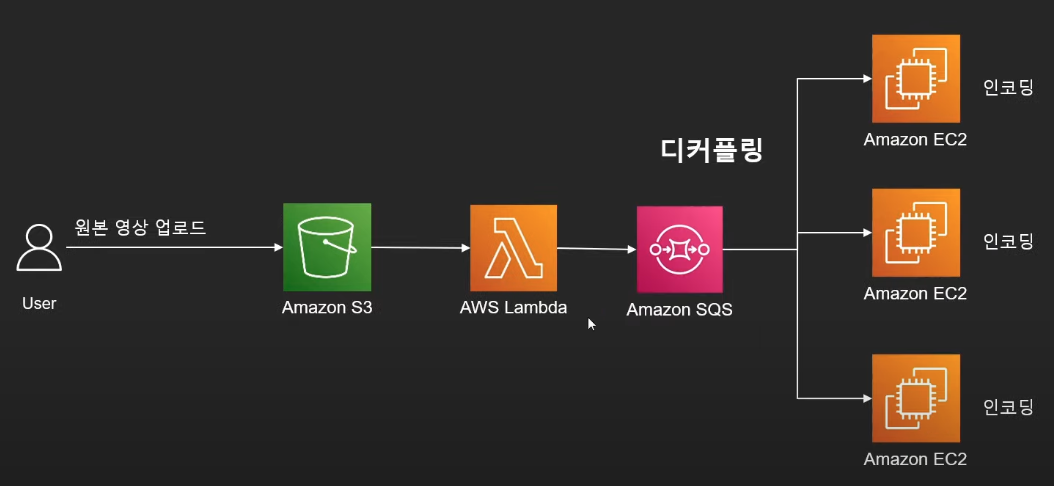 원본 영상 업로드
User
Amazon S3
AWS Lambda
Amazon SQS
디커플링
Amazon EC2
인코딩
Amazon EC2
인코딩
Amazon EC2
인코딩